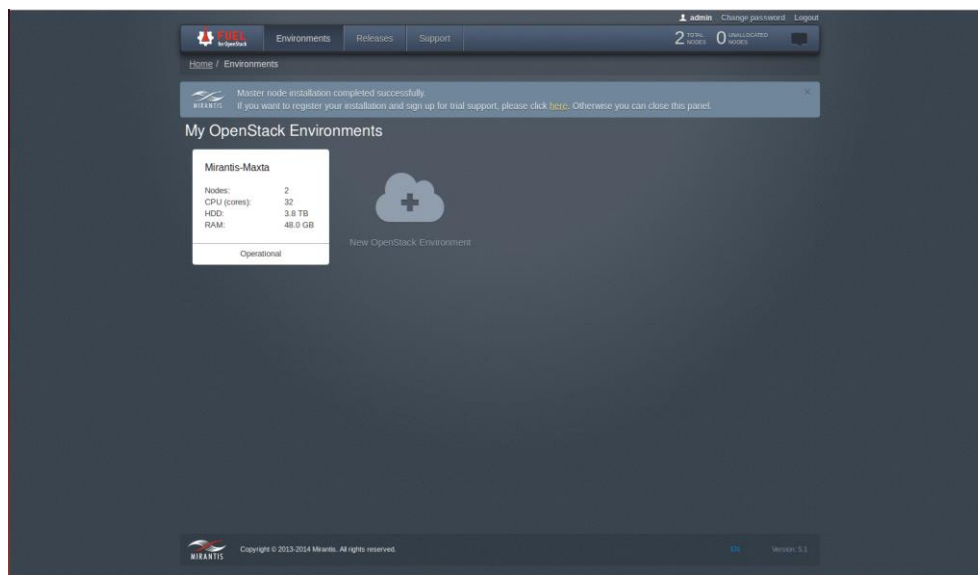 admin Change password Logout
FUEL
for OpenStack
Environments Releases Support
2 TOTAL NODES 0 UNALLOCATED NODES
Home / Environments
MIRANTIS
Master node installation completed successfully.
If you want to register your installation and sign up for trial support, please click here. Otherwise you can close this panel.
×
My OpenStack Environments
Mirantis-Maxta
Nodes: 2
CPU (cores): 32
HDD: 3.8 TB
RAM: 48.0 GB
Operational
New OpenStack Environment
MIRANTIS
Copyright © 2013-2014 Mirantis. All rights reserved.
EN
Version: 5.1